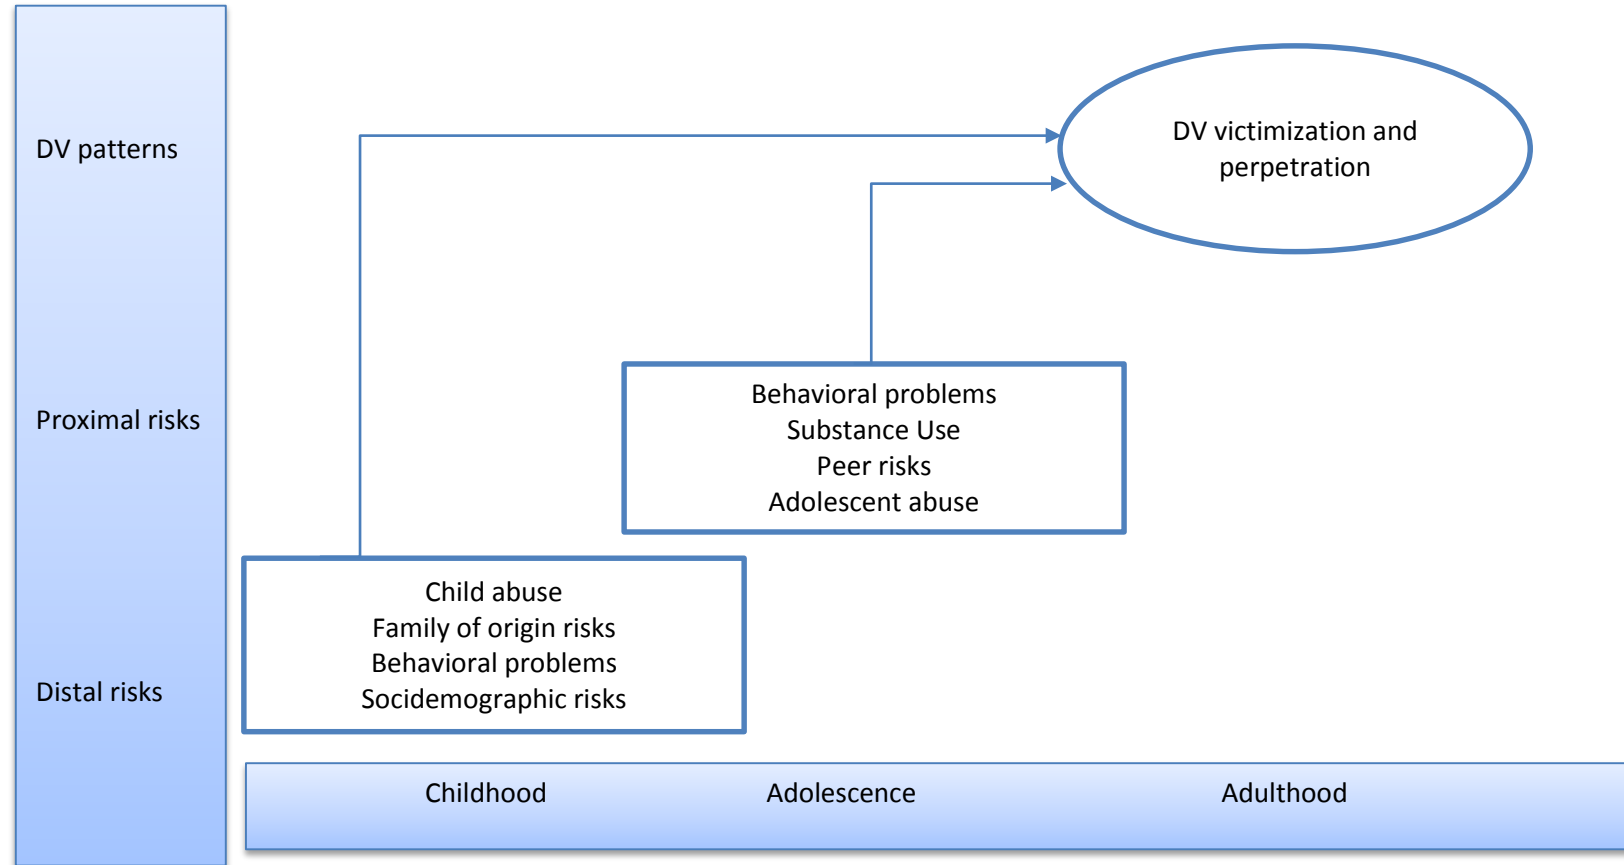 DV patterns
DV victimization and
perpetration
Proximal risks
Behavioral problems
Substance Use
Peer risks
Adolescent abuse
Distal risks
Child abuse
Family of origin risks
Behavioral problems
Socidemographic risks
Childhood
Adolescence
Adulthood